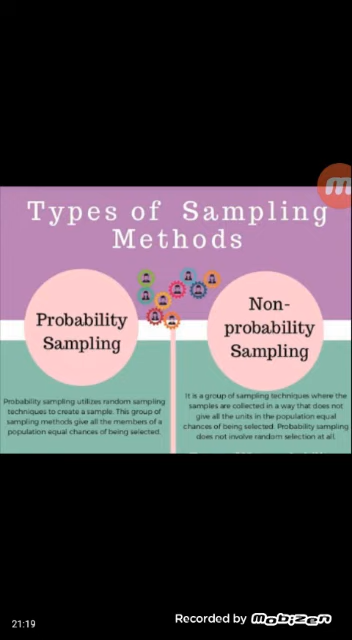 Types of Sampling
Methods
Probability
Sampling
Non-
probability
Sampling
Probability sampling utilizes random sampling
techniques to create a sample. This group of
sampling methods give all the members of a
population equal chances of being selected.
It is a group of sampling techniques where the
samples are collected in a way that does not
give all the units in the population equal
chances of being selected. Probability sampling
does not involve random selection at all.
21:19
Recorded by Mobizen